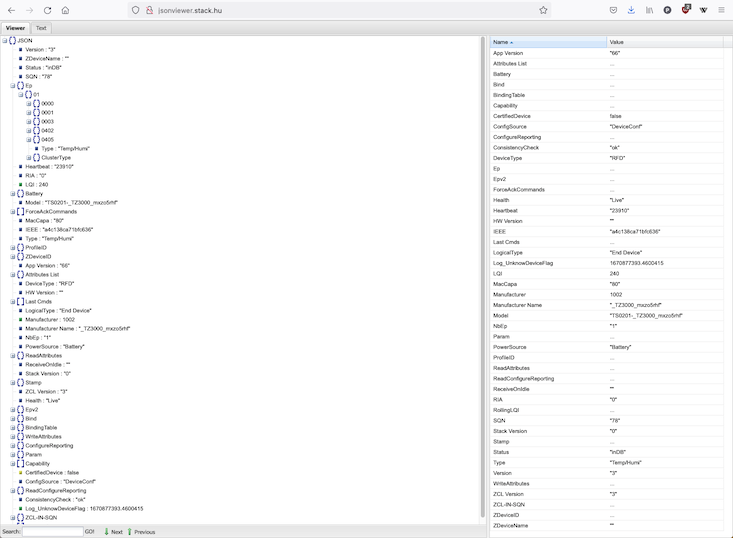 jsonviewer.stack.hu
Viewer Text
JSON
Version : "3"
ZDeviceName : ""
Status : "inDB"
SQN : "78"
Ep
01
0000
0001
0003
0402
0405
Type : "Temp/Humi"
ClusterType
Heartbeat : "23910"
RIA : "0"
LQI : 240
Battery
Model : "TS0201-_TZ3000_mxzo5rhf"
ForceAckCommands
MacCapa : "80"
IEEE : "a4c138ca71bfc636"
Type : "Temp/Humi"
ProfileID
ZDeviceID
App Version : "66"
Attributes List
DeviceType : "RFD"
HW Version : ""
Last Cmds
LogicalType : "End Device"
Manufacturer : 1002
Manufacturer Name : "_TZ3000_mxzo5rhf"
NbEp : "1"
PowerSource : "Battery"
ReadAttributes
ReceiveOnIdle : ""
Stack Version : "0"
Stamp
ZCL Version : "3"
Health : "Live"
Epv2
Bind
BindingTable
WriteAttributes
ConfigureReporting
Param
Capability
CertifiedDevice : false
ConfigSource : "DeviceConf"
ReadConfigureReporting
ConsistencyCheck : "ok"
Log_UnknowDeviceFlag : 1670877393.4600415
ZCL-IN-SQN
Search: GO! Next Previous
Name Value
App Version "66"
Attributes List ...
Battery ...
Bind ...
BindingTable ...
Capability ...
CertifiedDevice false
ConfigSource "DeviceConf"
ConfigureReporting ...
ConsistencyCheck "ok"
DeviceType "RFD"
Ep ...
Epv2 ...
ForceAckCommands ...
Health "Live"
Heartbeat "23910"
HW Version ""
IEEE "a4c138ca71bfc636"
Last Cmds ...
LogicalType "End Device"
Log_UnknowDeviceFlag 1670877393.4600415
LQI 240
MacCapa "80"
Manufacturer 1002
Manufacturer Name "_TZ3000_mxzo5rhf"
Model "TS0201-_TZ3000_mxzo5rhf"
NbEp "1"
Param ...
PowerSource "Battery"
ProfileID ...
ReadAttributes ...
ReadConfigureReporting ...
ReceiveOnIdle ""
RIA "0"
RollingLQI ...
SQN "78"
Stack Version "0"
Stamp ...
Status "inDB"
Type "Temp/Humi"
Version "3"
WriteAttributes ...
ZCL Version "3"
ZCL-IN-SQN ...
ZDeviceID ...
ZDeviceName ""